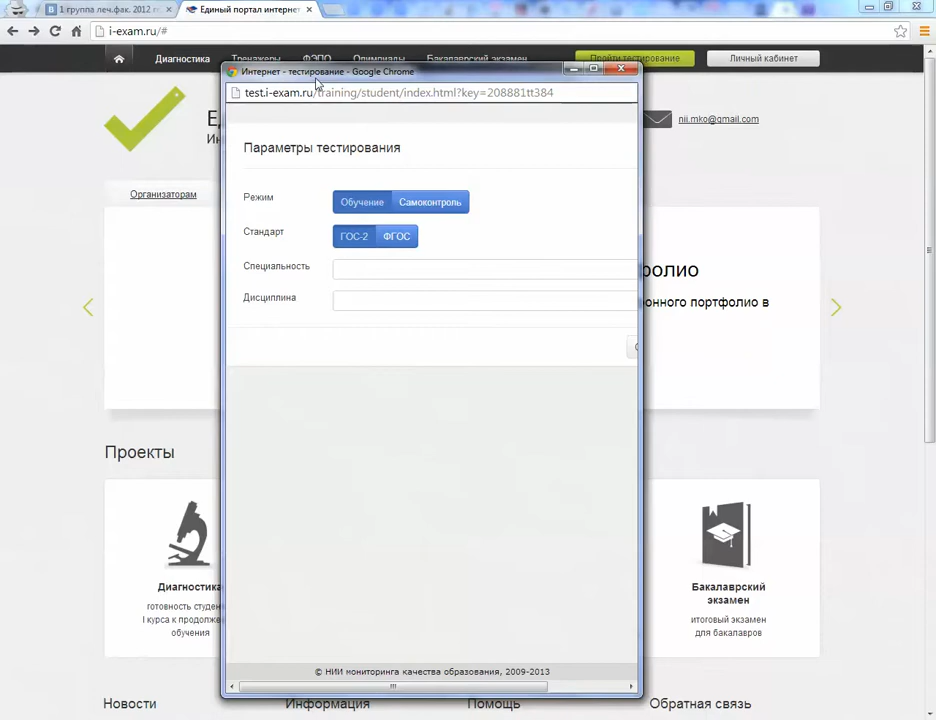 1 группа леч.фак. 2012 г
Единый портал интернет
i-exam.ru/#
Диагностика Тренажеры ФЭПО Олимпиады Бакалаврский экзамен Пройти тестирование Личный кабинет
Интернет - тестирование - Google Chrome
test.i-exam.ru/training/student/index.html?key=208881tt384
nii.mko@gmail.com
Параметры тестирования
Организаторам
Режим Обучение Самоконтроль
Стандарт ГОС-2 ФГОС
Специальность
фолио
Дисциплина
онного портфолио в
Проекты
Диагностика
готовность студе
I курса к продолже
обучения
Бакалаврский
экзамен
итоговый экзамен
для бакалавров
© НИИ мониторинга качества образования, 2009-2013
Новости Информация Помощь Обратная связь